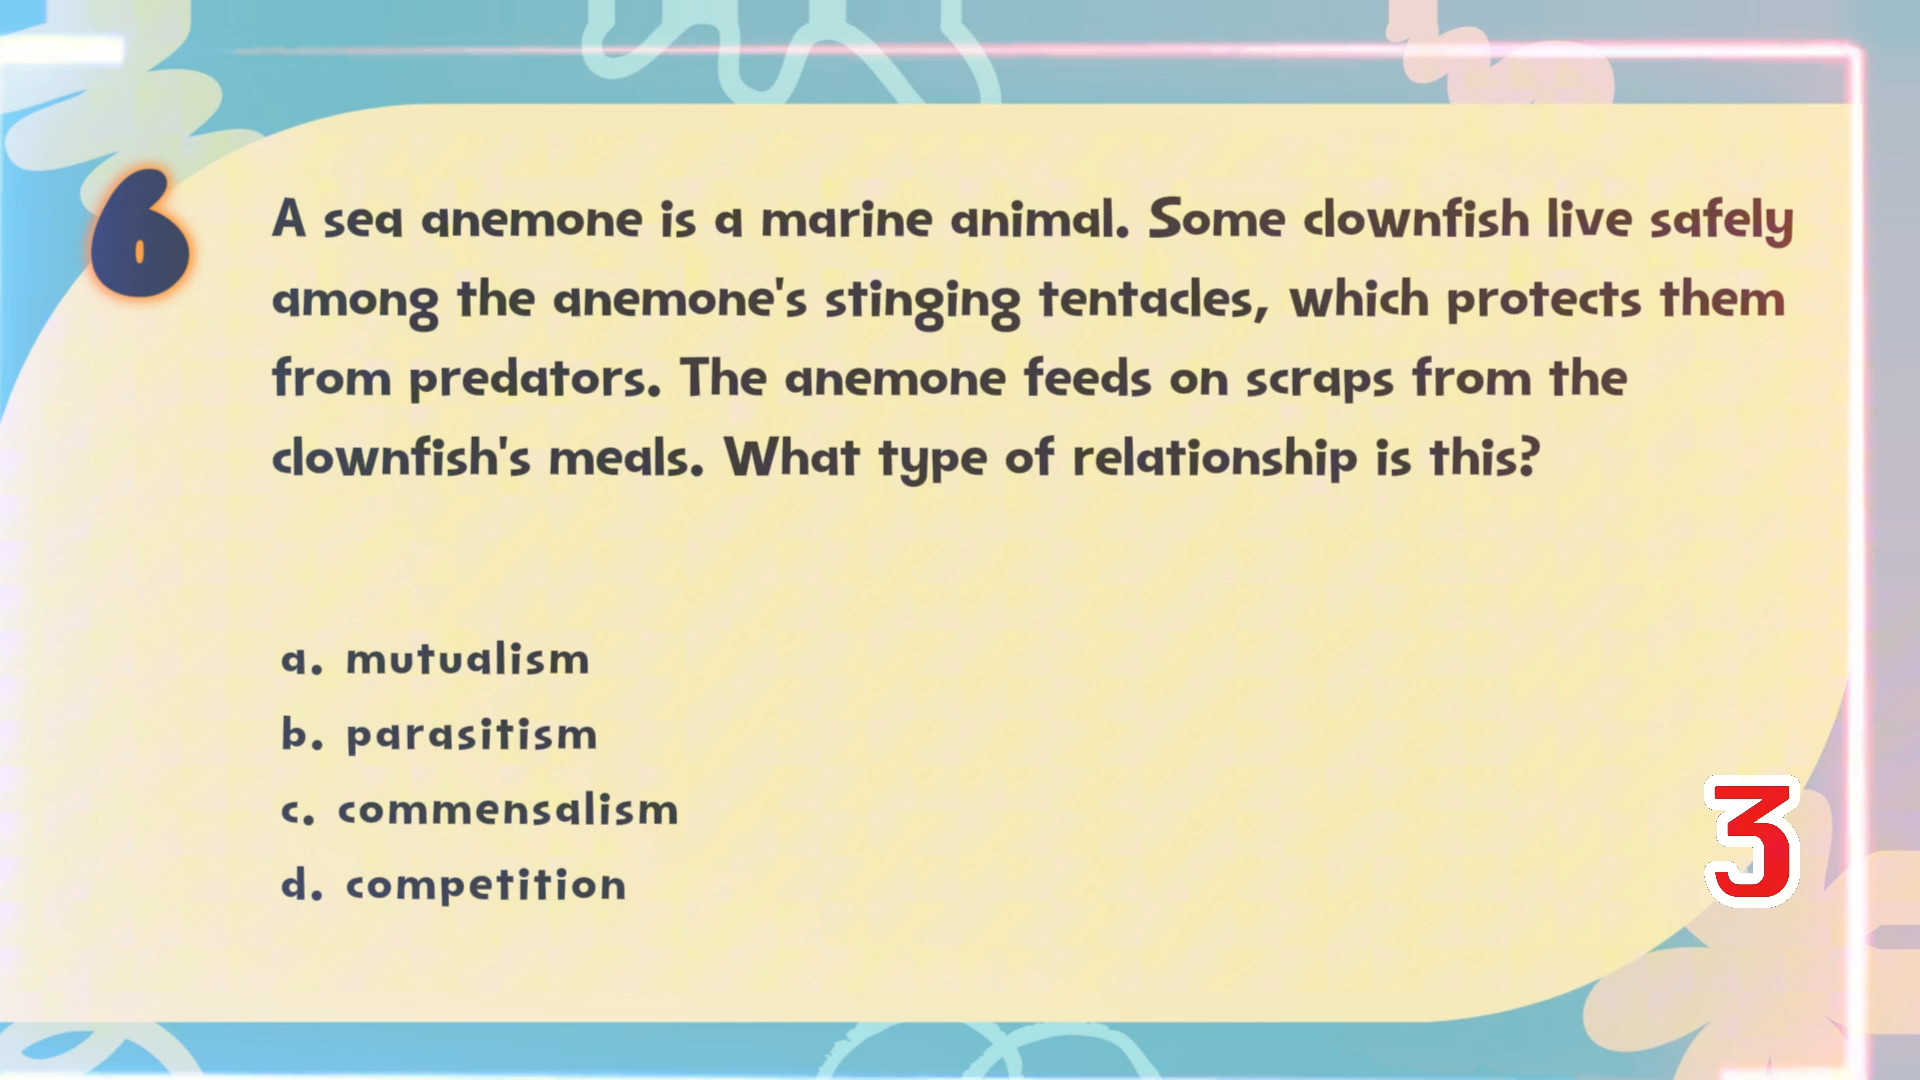 6
A sea anemone is a marine animal. Some clownfish live safely
among the anemone's stinging tentacles, which protects them
from predators. The anemone feeds on scraps from the
clownfish's meals. What type of relationship is this?
a. mutualism
b. parasitism
c. commensalism
d. competition
3